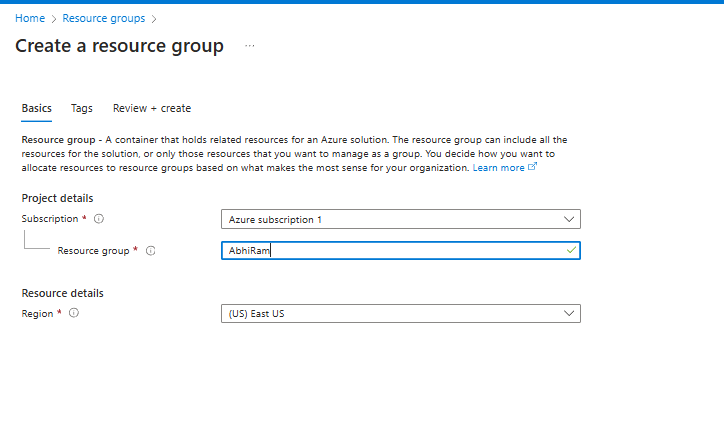 Home > Resource groups >
Create a resource group ...
Basics Tags Review + create
Resource group - A container that holds related resources for an Azure solution. The resource group can include all the
resources for the solution, or only those resources that you want to manage as a group. You decide how you want to
allocate resources to resource groups based on what makes the most sense for your organization. Learn more
Project details
Subscription * Azure subscription 1
Resource group * AbhiRam
Resource details
Region * (US) East US